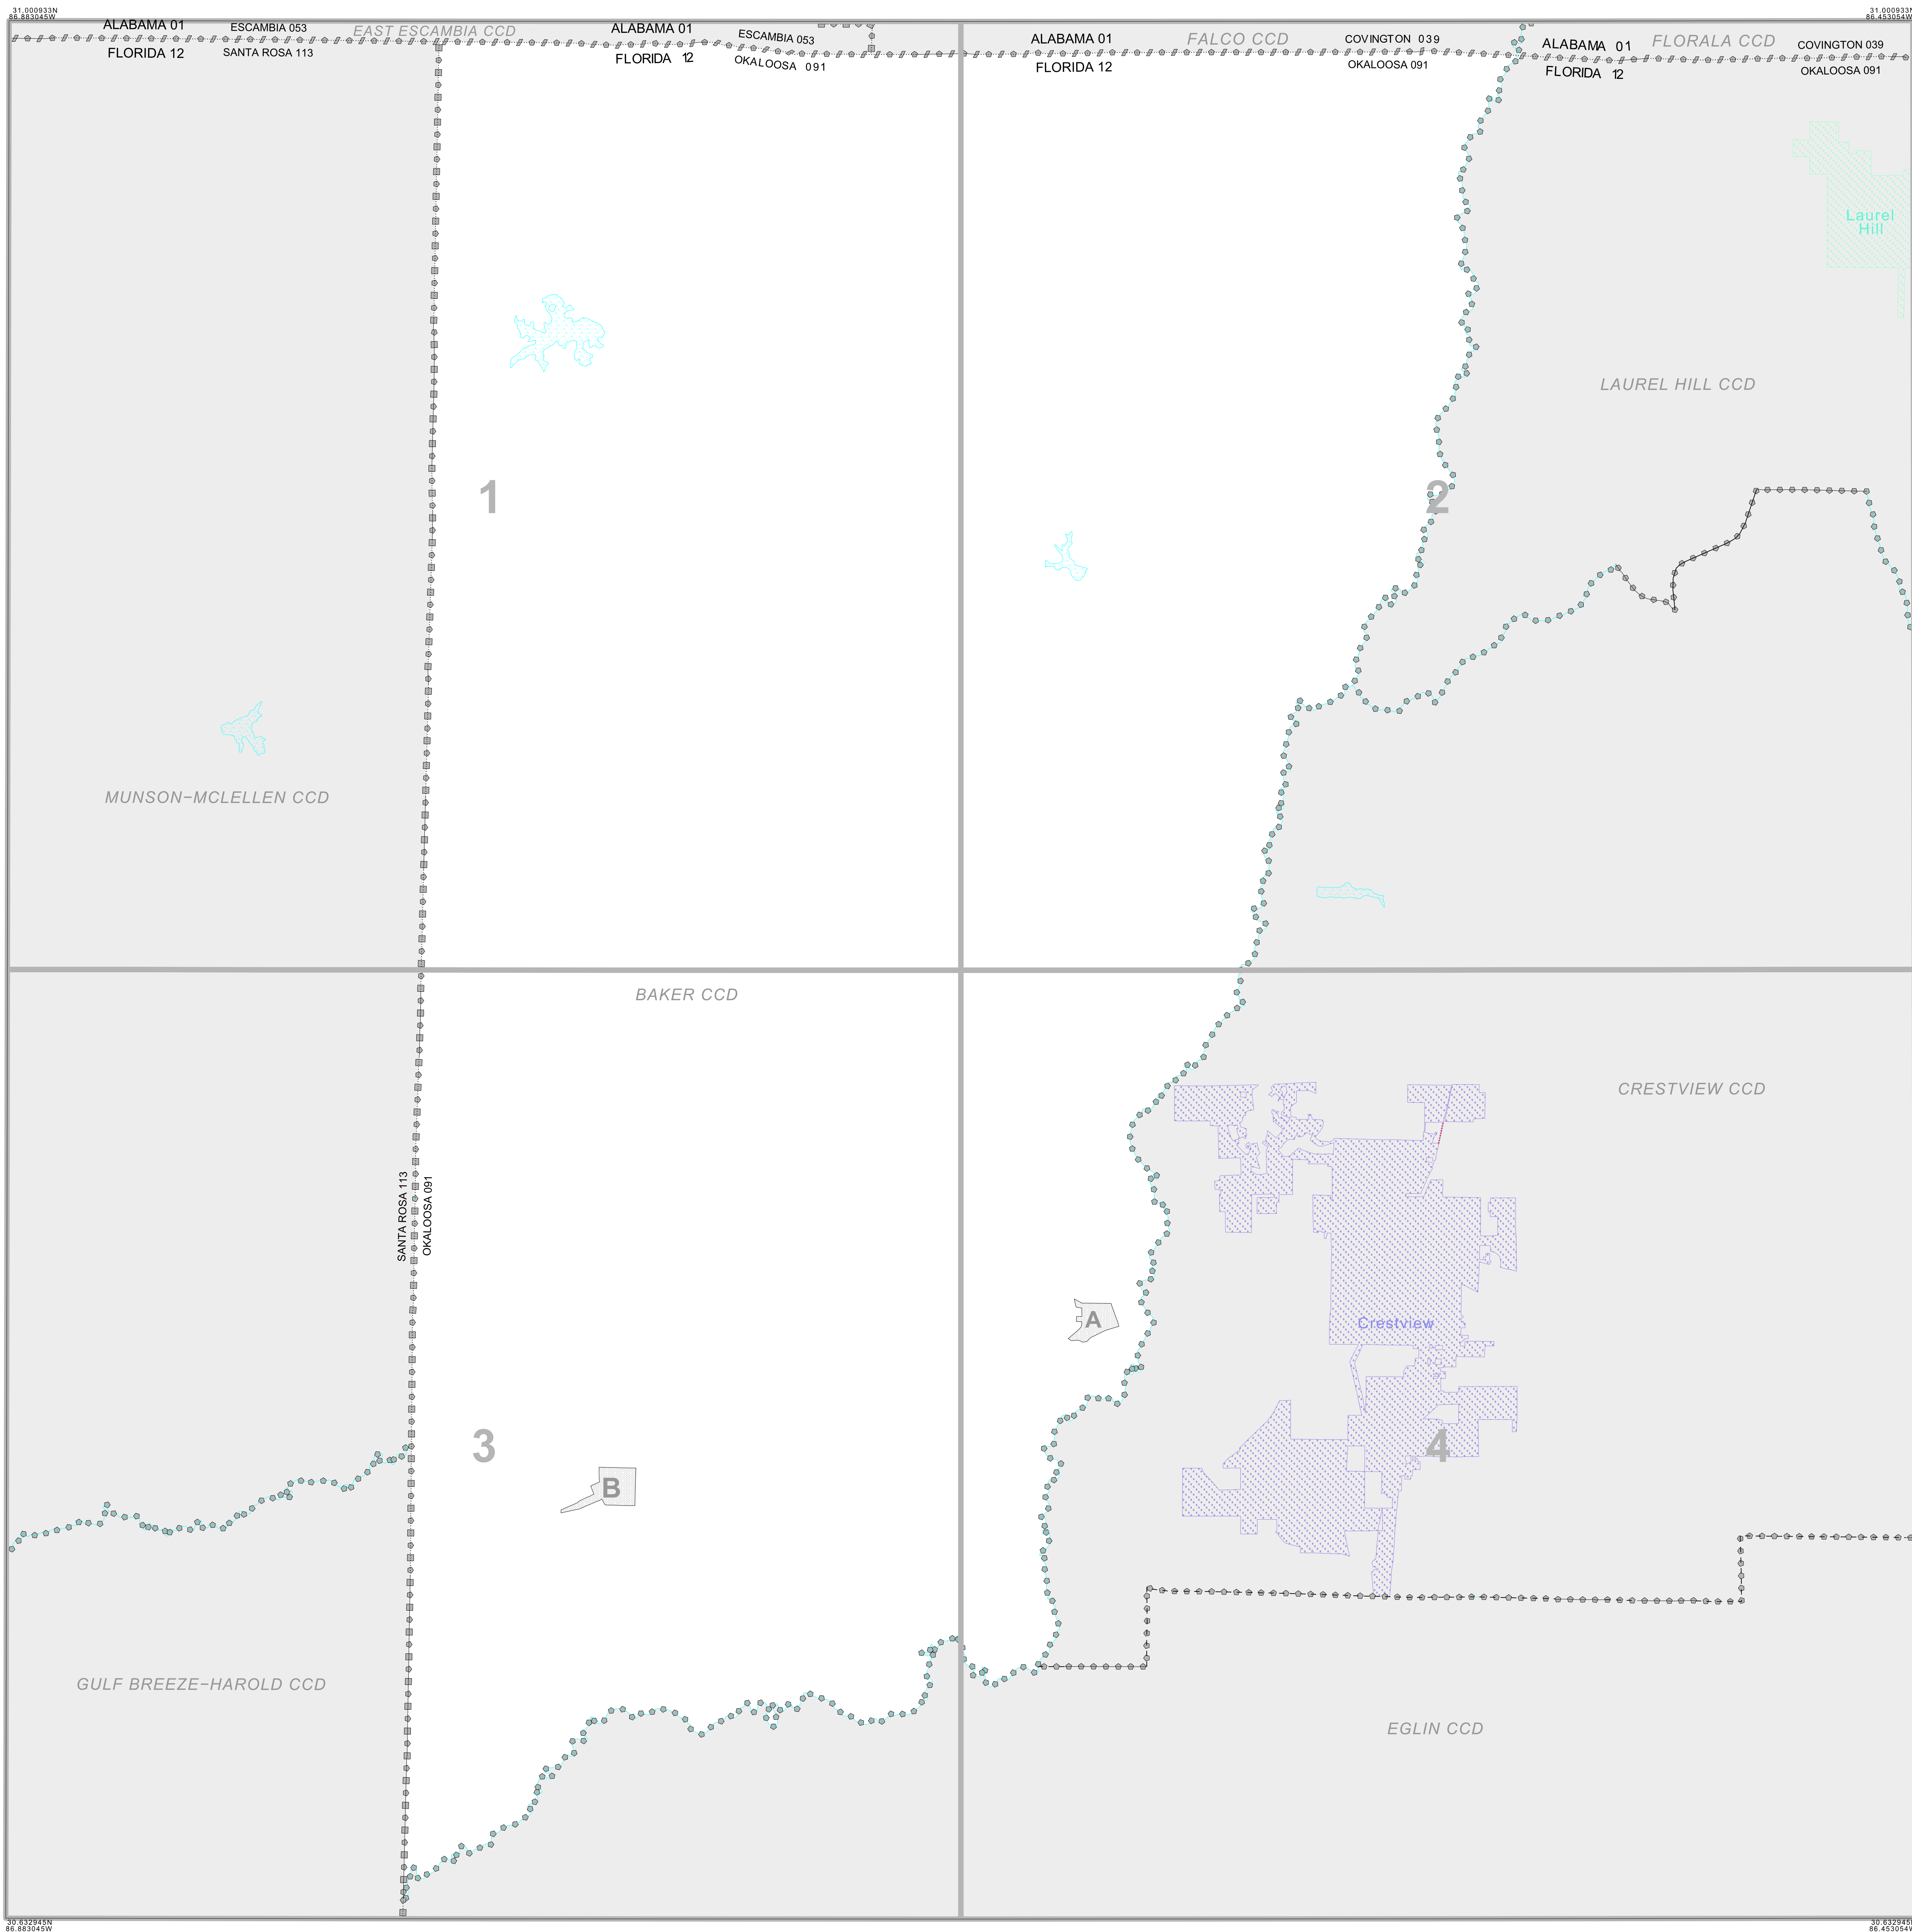 31.000933N
86.883045W
31.000933N
86.453054W
ALABAMA 01
ESCAMBIA 053
EAST ESCAMBIA CCD
ALABAMA 01
ESCAMBIA 053
ALABAMA 01
FALCO CCD
COVINGTON 039
ALABAMA 01
FLORALA CCD
COVINGTON 039
FLORIDA 12
SANTA ROSA 113
FLORIDA 12
OKALOOSA 091
FLORIDA 12
OKALOOSA 091
FLORIDA 12
OKALOOSA 091
Laurel
Hill
LAUREL HILL CCD
1
2
MUNSON-MCLELLEN CCD
BAKER CCD
CRESTVIEW CCD
SANTA ROSA 113
OKALOOSA 091
A
Crestview
3
4
B
GULF BREEZE-HAROLD CCD
EGLIN CCD
30.632945N
86.883045W
30.632945N
86.453054W